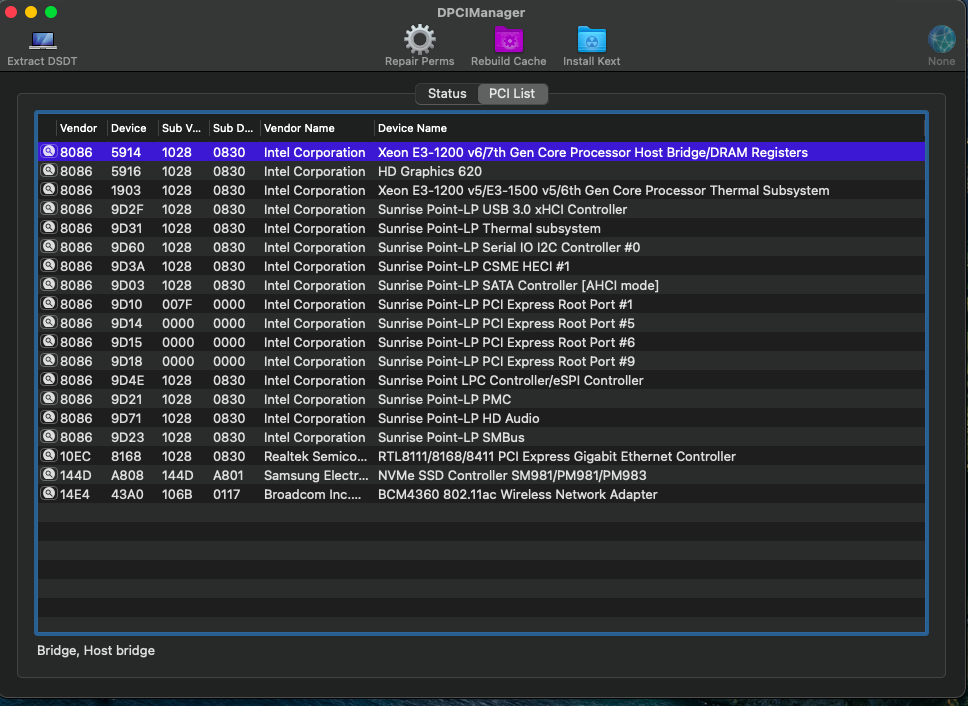 DPCIManager
Extract DSDT
Repair Perms
Rebuild Cache
Install Kext
None
Status
PCI List
Vendor Device Sub V... Sub D... Vendor Name Device Name
8086 5914 1028 0830 Intel Corporation Xeon E3-1200 v6/7th Gen Core Processor Host Bridge/DRAM Registers
8086 5916 1028 0830 Intel Corporation HD Graphics 620
8086 1903 1028 0830 Intel Corporation Xeon E3-1200 v5/E3-1500 v5/6th Gen Core Processor Thermal Subsystem
8086 9D2F 1028 0830 Intel Corporation Sunrise Point-LP USB 3.0 xHCI Controller
8086 9D31 1028 0830 Intel Corporation Sunrise Point-LP Thermal subsystem
8086 9D60 1028 0830 Intel Corporation Sunrise Point-LP Serial IO I2C Controller #0
8086 9D3A 1028 0830 Intel Corporation Sunrise Point-LP CSME HECI #1
8086 9D03 1028 0830 Intel Corporation Sunrise Point-LP SATA Controller [AHCI mode]
8086 9D10 007F 0000 Intel Corporation Sunrise Point-LP PCI Express Root Port #1
8086 9D14 0000 0000 Intel Corporation Sunrise Point-LP PCI Express Root Port #5
8086 9D15 0000 0000 Intel Corporation Sunrise Point-LP PCI Express Root Port #6
8086 9D18 0000 0000 Intel Corporation Sunrise Point-LP PCI Express Root Port #9
8086 9D4E 1028 0830 Intel Corporation Sunrise Point LPC Controller/eSPI Controller
8086 9D21 1028 0830 Intel Corporation Sunrise Point-LP PMC
8086 9D71 1028 0830 Intel Corporation Sunrise Point-LP HD Audio
8086 9D23 1028 0830 Intel Corporation Sunrise Point-LP SMBus
10EC 8168 1028 0830 Realtek Semico... RTL8111/8168/8411 PCI Express Gigabit Ethernet Controller
144D A808 144D A801 Samsung Electr... NVMe SSD Controller SM981/PM981/PM983
14E4 43A0 106B 0117 Broadcom Inc.... BCM4360 802.11ac Wireless Network Adapter
Bridge, Host bridge